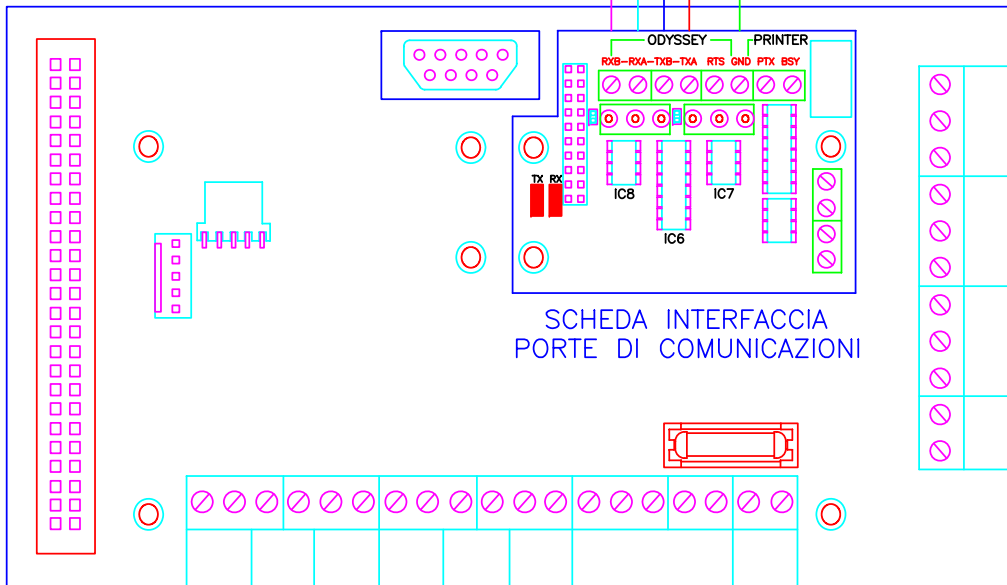 ODYSSEY PRINTER
RXB-RXA-TXB-TXA RTS GND PTX BSY
TX RX
IC8 IC7
IC6
SCHEDA INTERFACCIA
PORTE DI COMUNICAZIONI